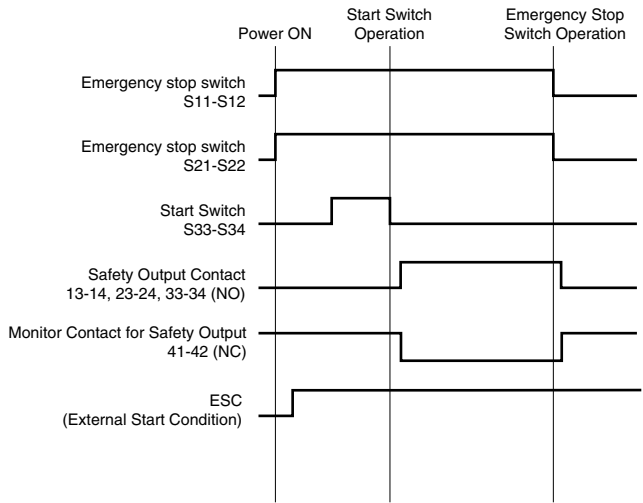 Power ON
Start Switch
Operation
Emergency Stop
Switch Operation
Emergency stop switch
S11-S12
Emergency stop switch
S21-S22
Start Switch
S33-S34
Safety Output Contact
13-14, 23-24, 33-34 (NO)
Monitor Contact for Safety Output
41-42 (NC)
ESC
(External Start Condition)